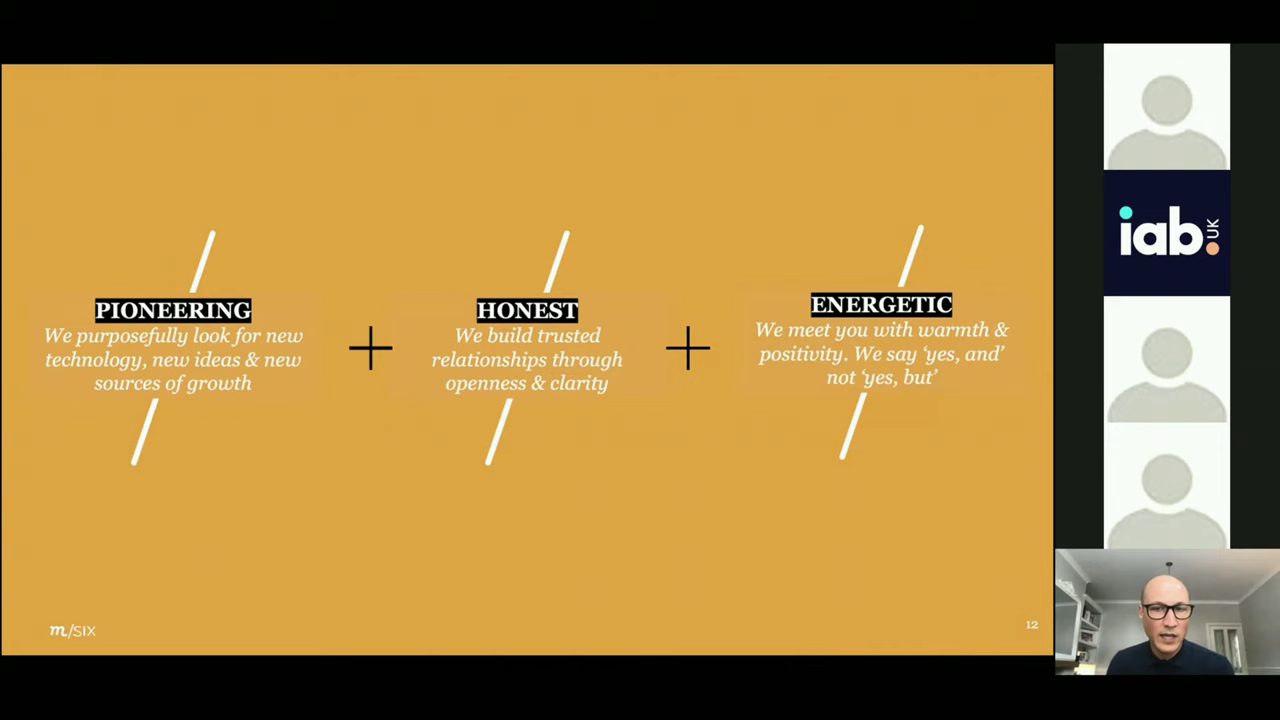 PIONEERING
We purposefully look for new
technology, new ideas & new
sources of growth
HONEST
We build trusted
relationships through
openness & clarity
ENERGETIC
We meet you with warmth &
positivity. We say ‘yes, and’
not ‘yes, but’
m/SIX
12
iab.UK